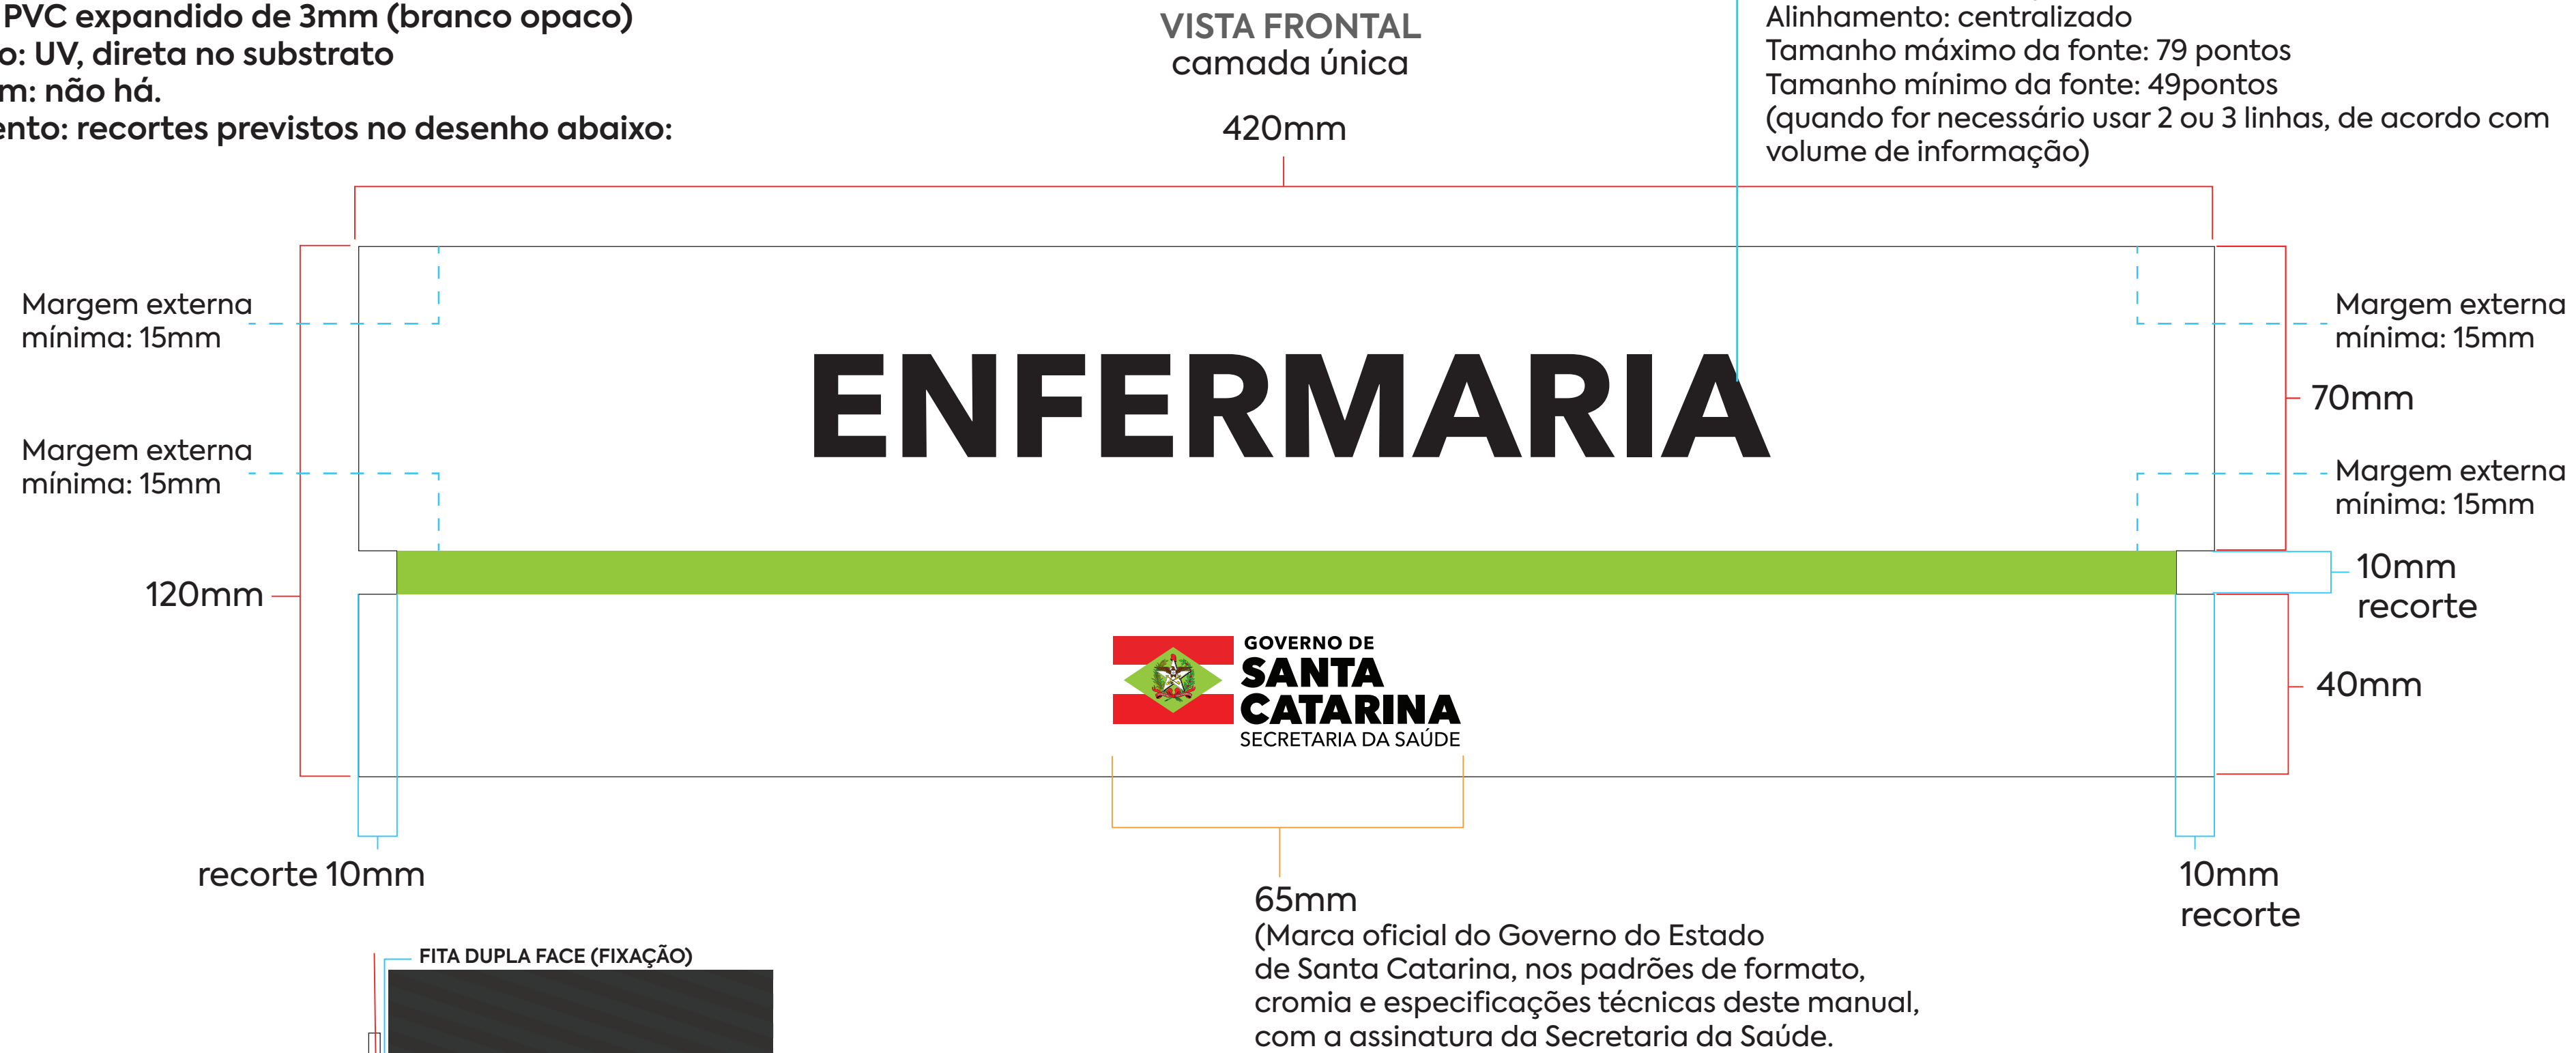 PVC expandido de 3mm (branco opaco)
o: UV, direta no substrato
m: não há.
ento: recortes previstos no desenho abaixo:
VISTA FRONTAL
camada única
420mm
Alinhamento: centralizado
Tamanho máximo da fonte: 79 pontos
Tamanho mínimo da fonte: 49pontos
(quando for necessário usar 2 ou 3 linhas, de acordo com
volume de informação)
Margem externa
mínima: 15mm
Margem externa
mínima: 15mm
ENFERMARIA
Margem externa
mínima: 15mm
70mm
Margem externa
mínima: 15mm
120mm
10mm
recorte
GOVERNO DE
SANTA
CATARINA
SECRETARIA DA SAÚDE
40mm
recorte 10mm
10mm
recorte
65mm
(Marca oficial do Governo do Estado
de Santa Catarina, nos padrões de formato,
cromia e especificações técnicas deste manual,
com a assinatura da Secretaria da Saúde.
FITA DUPLA FACE (FIXAÇÃO)